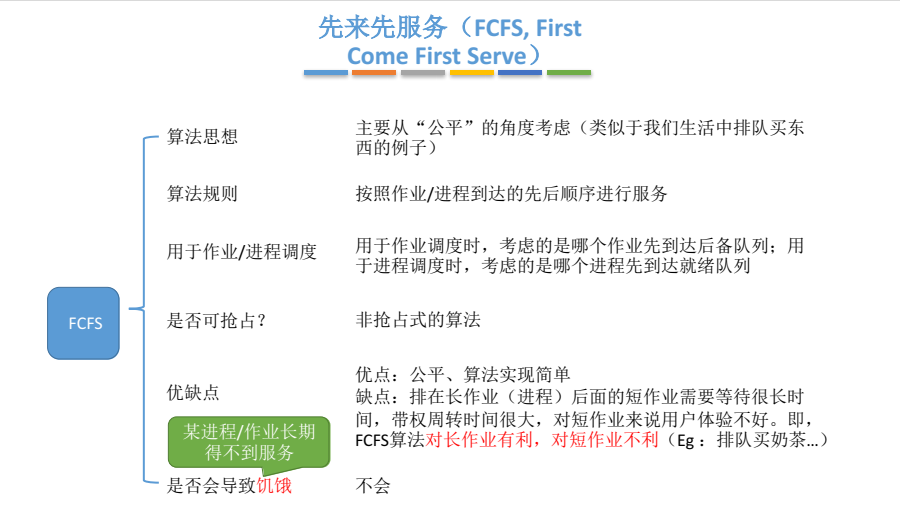 先来先服务（FCFS, First
Come First Serve）
算法思想
主要从“公平”的角度考虑（类似于我们生活中排队买东
西的例子）
算法规则
按照作业/进程到达的先后顺序进行服务
用于作业/进程调度
用于作业调度时，考虑的是哪个作业先到达后备队列；用
于进程调度时，考虑的是哪个进程先到达就绪队列
FCFS
是否可抢占？
非抢占式的算法
优缺点
优点：公平、算法实现简单
缺点：排在长作业（进程）后面的短作业需要等待很长时
间，带权周转时间很大，对短作业来说用户体验不好。即，
FCFS算法对长作业有利，对短作业不利（Eg：排队买奶茶…）
某进程/作业长期
得不到服务
是否会导致饥饿
不会